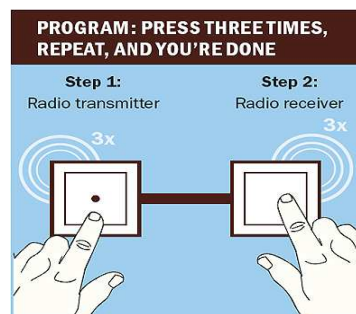 PROGRAM: PRESS THREE TIMES,
REPEAT, AND YOU'RE DONE
Step 1:
Radio transmitter
Step 2:
Radio receiver
3x
3x